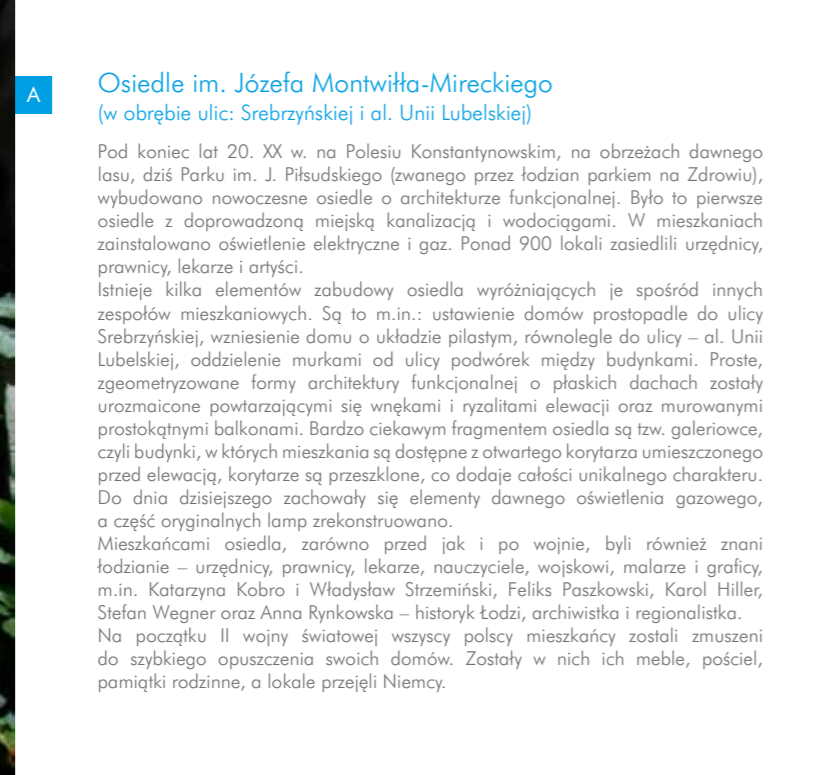 A
Osiedle im. Józefa Montwiłła-Mireckiego
(w obrębie ulic: Srebrzyńskiej i al. Unii Lubelskiej)
Pod koniec lat 20. XX w. na Polesiu Konstantynowskim, na obrzeżach dawnego
lasu, dziś Parku im. J. Piłsudskiego (zwanego przez łodzian parkiem na Zdrowiu),
wybudowano nowoczesne osiedle o architekturze funkcjonalnej. Było to pierwsze
osiedle z doprowadzoną miejską kanalizacją i wodociągami. W mieszkaniach
zainstalowano oświetlenie elektryczne i gaz. Ponad 900 lokali zasiedlili urzędnicy,
prawnicy, lekarze i artyści.
Istnieje kilka elementów zabudowy osiedla wyróżniających je spośród innych
zespołów mieszkaniowych. Są to m.in.: ustawienie domów prostopadle do ulicy
Srebrzyńskiej, wzniesienie domu o układzie pilastym, równolegle do ulicy – al. Unii
Lubelskiej, oddzielenie murkami od ulicy podwórek między budynkami. Proste,
zgeometryzowane formy architektury funkcjonalnej o płaskich dachach zostały
urozmaicone powtarzającymi się wnękami i ryzalitami elewacji oraz murowanymi
prostokątnymi balkonami. Bardzo ciekawym fragmentem osiedla są tzw. galeriowce,
czyli budynki, w których mieszkania są dostępne z otwartego korytarza umieszczonego
przed elewacją, korytarze są przeszklone, co dodaje całości unikalnego charakteru.
Do dnia dzisiejszego zachowały się elementy dawnego oświetlenia gazowego,
a część oryginalnych lamp zrekonstruowano.
Mieszkańcami osiedla, zarówno przed jak i po wojnie, byli również znani
łodzianie – urzędnicy, prawnicy, lekarze, nauczyciele, wojskowi, malarze i graficy,
m.in. Katarzyna Kobro i Władysław Strzemiński, Feliks Paszkowski, Karol Hiller,
Stefan Wegner oraz Anna Rynkowska – historyk Łodzi, archiwistka i regionalistka.
Na początku II wojny światowej wszyscy polscy mieszkańcy zostali zmuszeni
do szybkiego opuszczenia swoich domów. Zostały w nich ich meble, pościel,
pamiątki rodzinne, a lokale przejęli Niemcy.